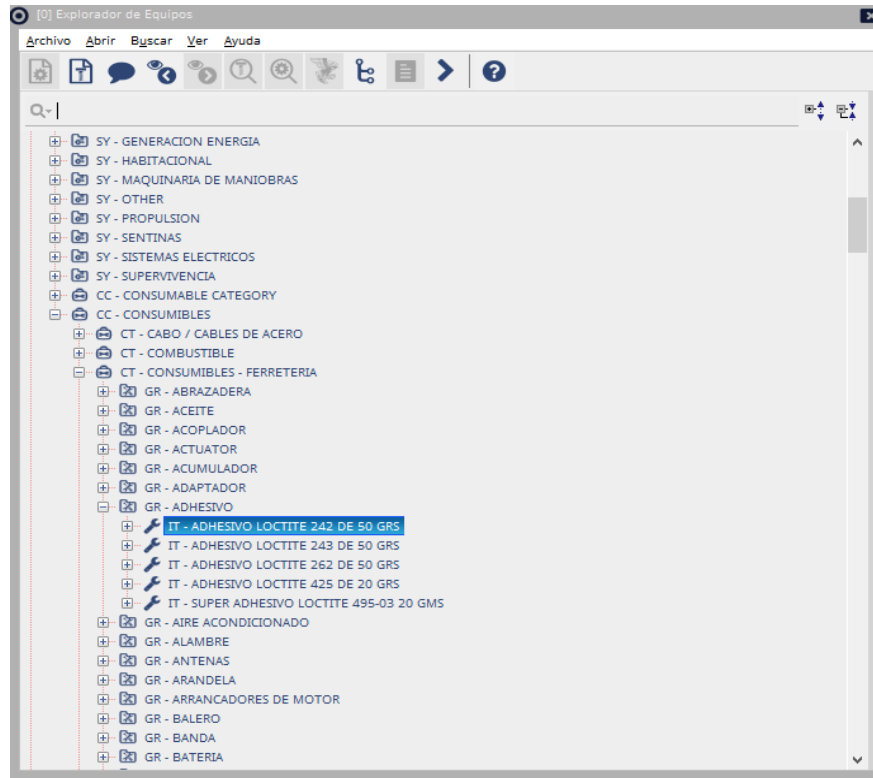 [0] Explorador de Equipos
Archivo Abrir Buscar Ver Ayuda
SY - GENERACION ENERGIA
SY - HABITACIONAL
SY - MAQUINARIA DE MANIOBRAS
SY - OTHER
SY - PROPULSION
SY - SENTINAS
SY - SISTEMAS ELECTRICOS
SY - SUPERVIVENCIA
CC - CONSUMABLE CATEGORY
CC - CONSUMIBLES
CT - CABO / CABLES DE ACERO
CT - COMBUSTIBLE
CT - CONSUMIBLES - FERRETERIA
GR - ABRAZADERA
GR - ACEITE
GR - ACOPLADOR
GR - ACTUATOR
GR - ACUMULADOR
GR - ADAPTADOR
GR - ADHESIVO
IT - ADHESIVO LOCTITE 242 DE 50 GRS
IT - ADHESIVO LOCTITE 243 DE 50 GRS
IT - ADHESIVO LOCTITE 262 DE 50 GRS
IT - ADHESIVO LOCTITE 425 DE 20 GRS
IT - SUPER ADHESIVO LOCTITE 495-03 20 GMS
GR - AIRE ACONDICIONADO
GR - ALAMBRE
GR - ANTENAS
GR - ARANDELA
GR - ARRANCADORES DE MOTOR
GR - BALERO
GR - BANDA
GR - BATERIA